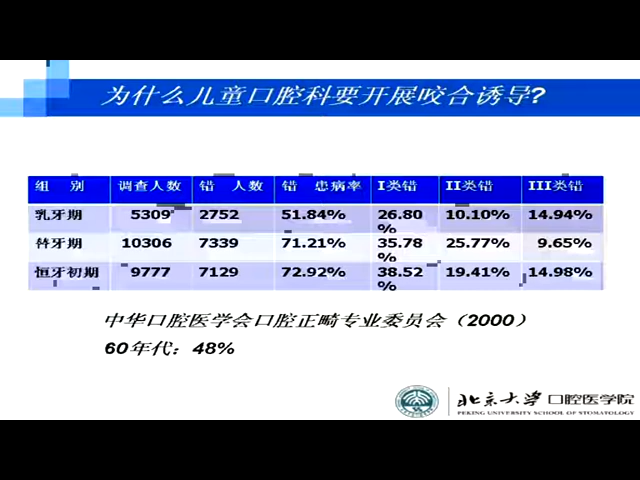 为什么儿童口腔科要开展咬合诱导?
组 别 调查人数 错 人数 错 患病率 I类错 II类错 III类错
乳牙期 5309 2752 51.84% 26.80% 10.10% 14.94%
替牙期 10306 7339 71.21% 35.78% 25.77% 9.65%
恒牙初期 9777 7129 72.92% 38.52% 19.41% 14.98%
中华口腔医学会口腔正畸专业委员会（2000）
60年代：48%
北京大学 口腔医学院
PEKING UNIVERSITY SCHOOL OF STOMATOLOGY